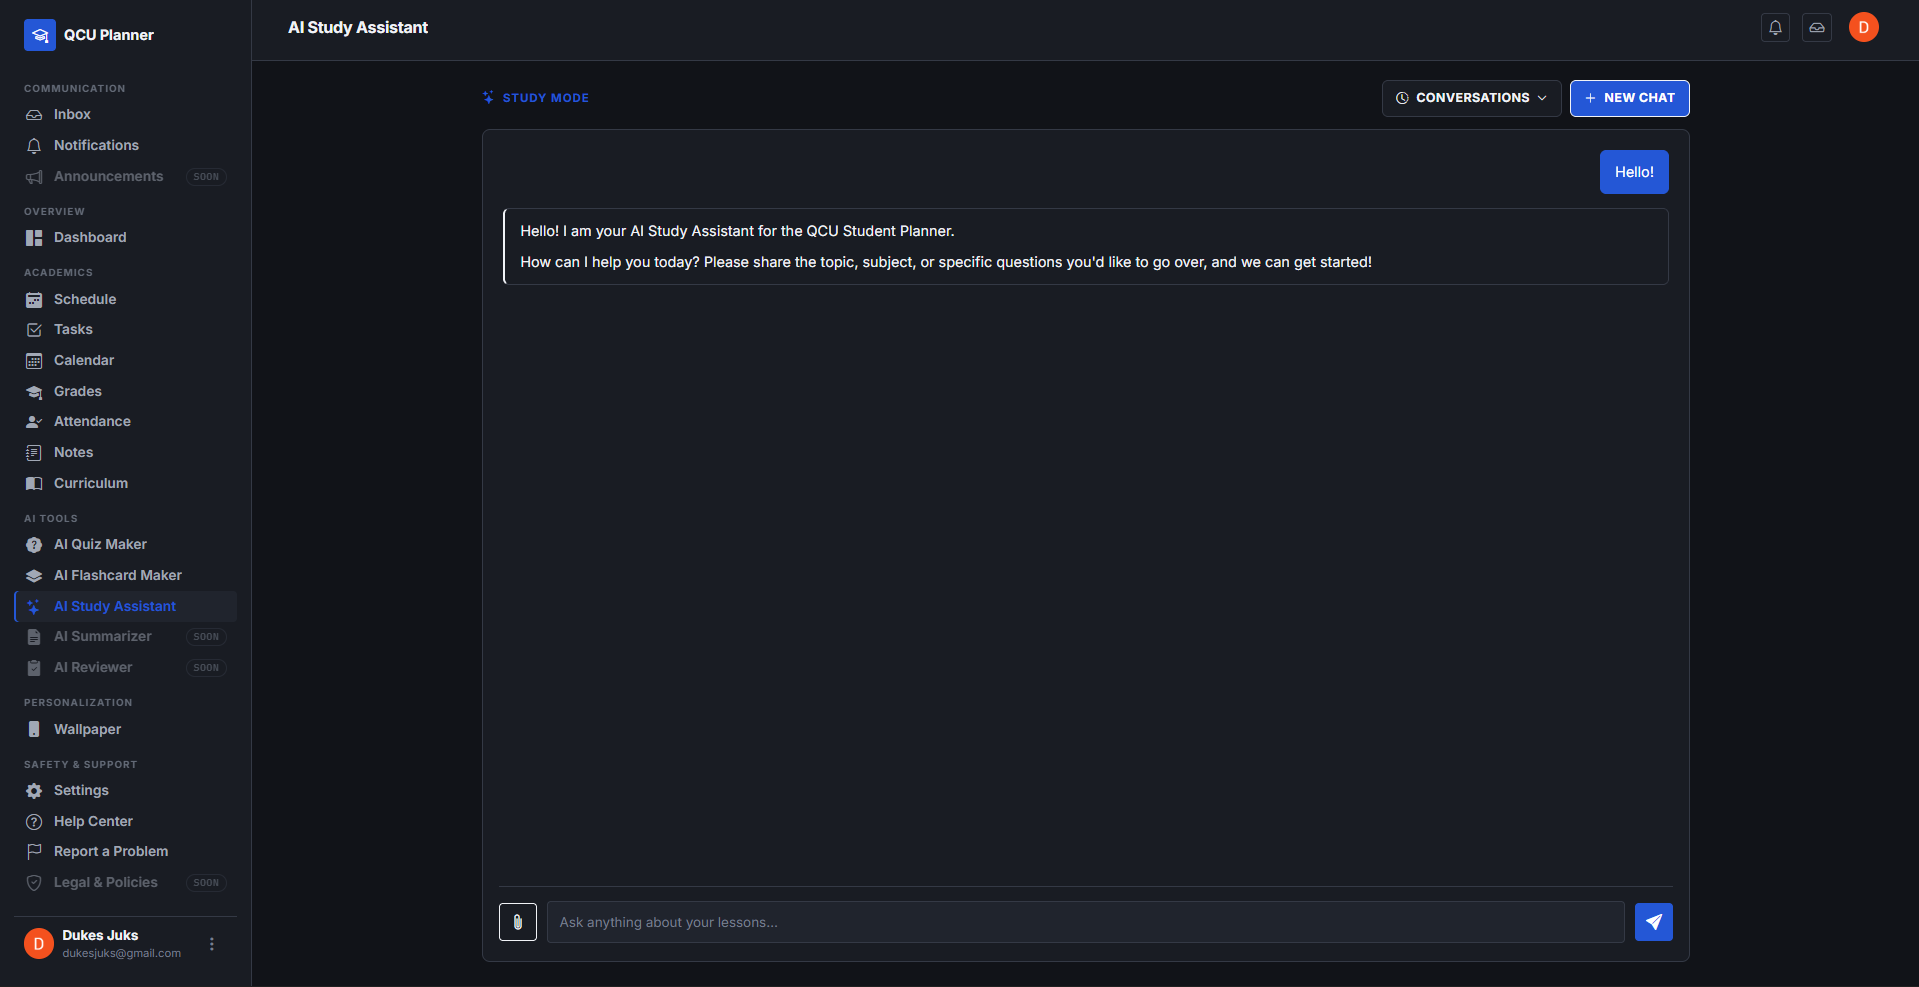 QCU Planner
COMMUNICATION
Inbox
Notifications
Announcements SOON
OVERVIEW
Dashboard
ACADEMICS
Schedule
Tasks
Calendar
Grades
Attendance
Notes
Curriculum
AI TOOLS
AI Quiz Maker
AI Flashcard Maker
AI Study Assistant
AI Summarizer SOON
AI Reviewer SOON
PERSONALIZATION
Wallpaper
SAFETY & SUPPORT
Settings
Help Center
Report a Problem
Legal & Policies SOON
D Dukes Juks
dukesjuks@gmail.com
AI Study Assistant
D
STUDY MODE
CONVERSATIONS
+ NEW CHAT
Hello!
Hello! I am your AI Study Assistant for the QCU Student Planner.
How can I help you today? Please share the topic, subject, or specific questions you'd like to go over, and we can get started!
Ask anything about your lessons...